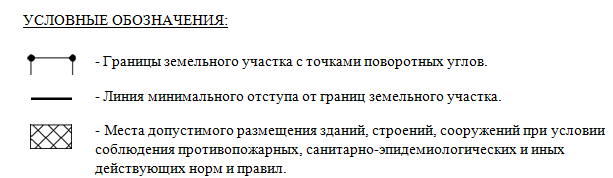 УСЛОВНЫЕ ОБОЗНАЧЕНИЯ:
- Границы земельного участка с точками поворотных углов.
- Линия минимального отступа от границ земельного участка.
- Места допустимого размещения зданий, строений, сооружений при условии
соблюдения противопожарных, санитарно-эпидемиологических и иных
действующих норм и правил.